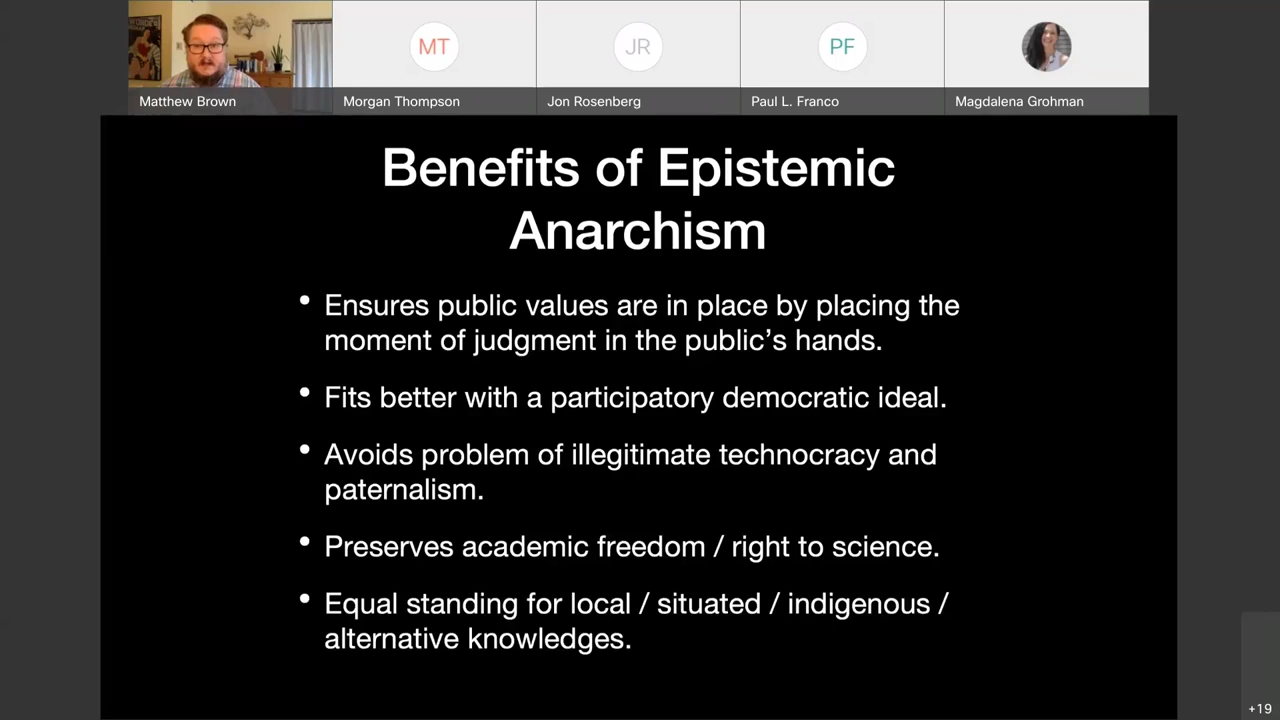 MT
JR
PF
Matthew Brown
Morgan Thompson
Jon Rosenberg
Paul L. Franco
Magdalena Grohman
Benefits of Epistemic
Anarchism
• Ensures public values are in place by placing the
moment of judgment in the public’s hands.
• Fits better with a participatory democratic ideal.
• Avoids problem of illegitimate technocracy and
paternalism.
• Preserves academic freedom / right to science.
• Equal standing for local / situated / indigenous /
alternative knowledges.
+19